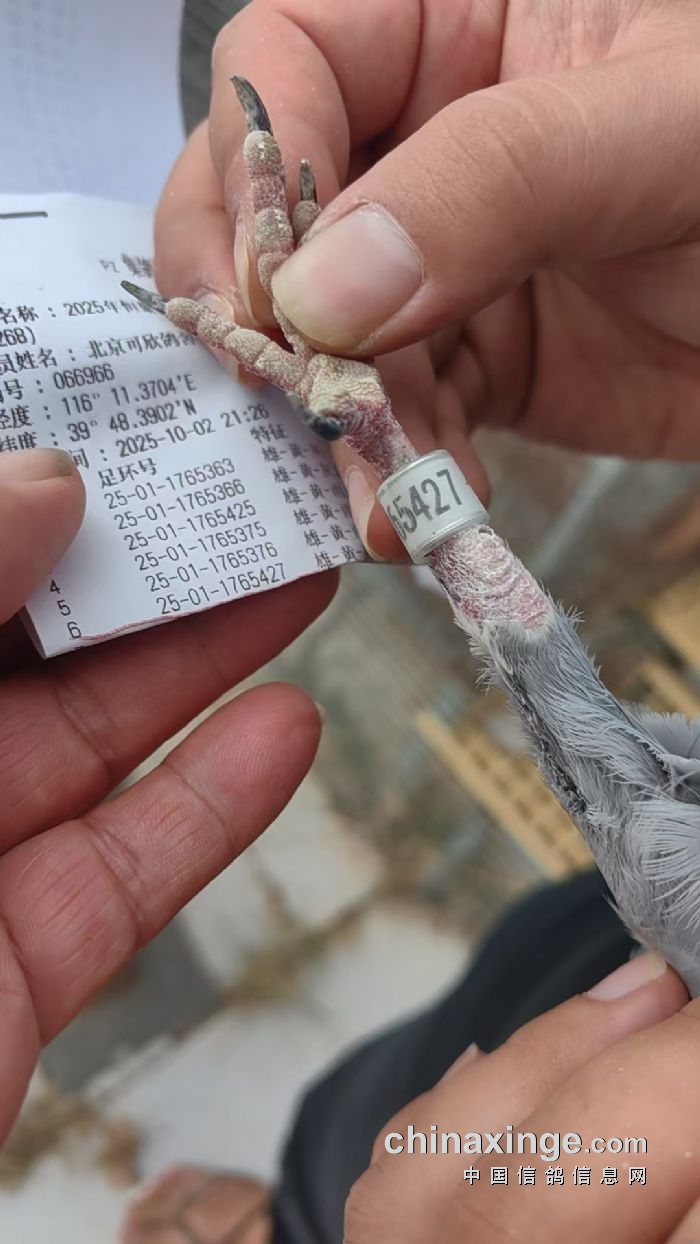 名称 : 2025年
268)
员姓名 : 北京可欣鸽
号 : 066966
经度 : 116° 11.3704'E
纬度 : 39° 48.3902'N
间 : 2025-10-02 21:26
足环号 特征
25-01-1765363 雄-黄
25-01-1765366 雄-黄
25-01-1765425 雄-黄
4 25-01-1765375 雄-黄
5 25-01-1765376 雄-黄
6 25-01-1765427 雄-黄
65427
chinaxinge.com
中国信鸽信息网